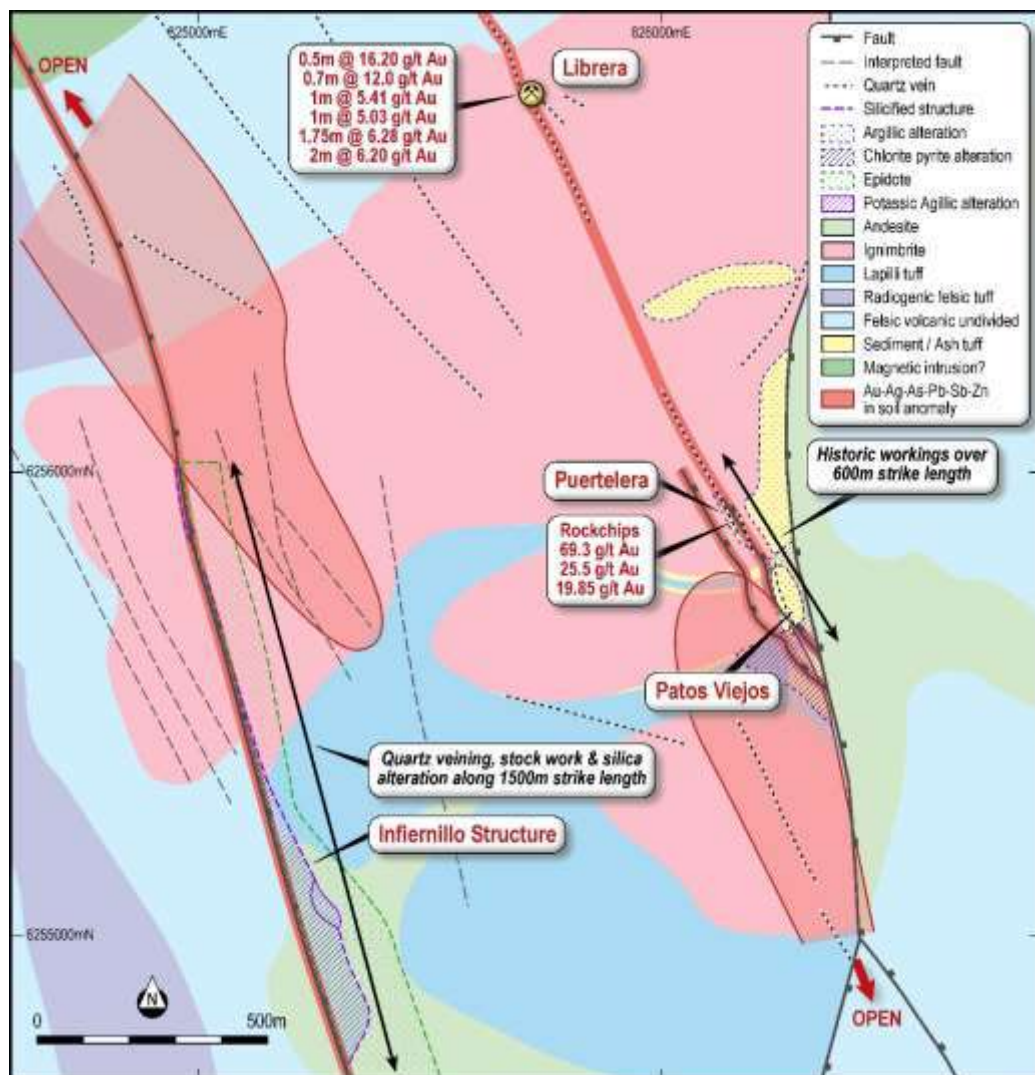 625000mE
626000mE
OPEN
0.5m @ 16.20 g/t Au
0.7m @ 12.0 g/t Au
1m @ 5.41 g/t Au
1m @ 5.03 g/t Au
1.75m @ 6.28 g/t Au
2m @ 6.20 g/t Au
Librera
Fault
Interpreted fault
Quartz vein
Silicified structure
Argillic alteration
Chlorite pyrite alteration
Epidote
Potassic Agillic alteration
Andesite
Ignimbrite
Lapilli tuff
Radiogenic felsic tuff
Felsic volcanic undivided
Sediment / Ash tuff
Magnetic intrusion?
Au-Ag-As-Pb-Sb-Zn
in soil anomaly
6256000mN
Historic workings over
600m strike length
Puertelera
Rockchips
69.3 g/t Au
25.5 g/t Au
19.85 g/t Au
Patos Viejos
Quartz veining, stock work & silica
alteration along 1500m strike length
Infiernillo Structure
6255000mN
N
0
500m
OPEN